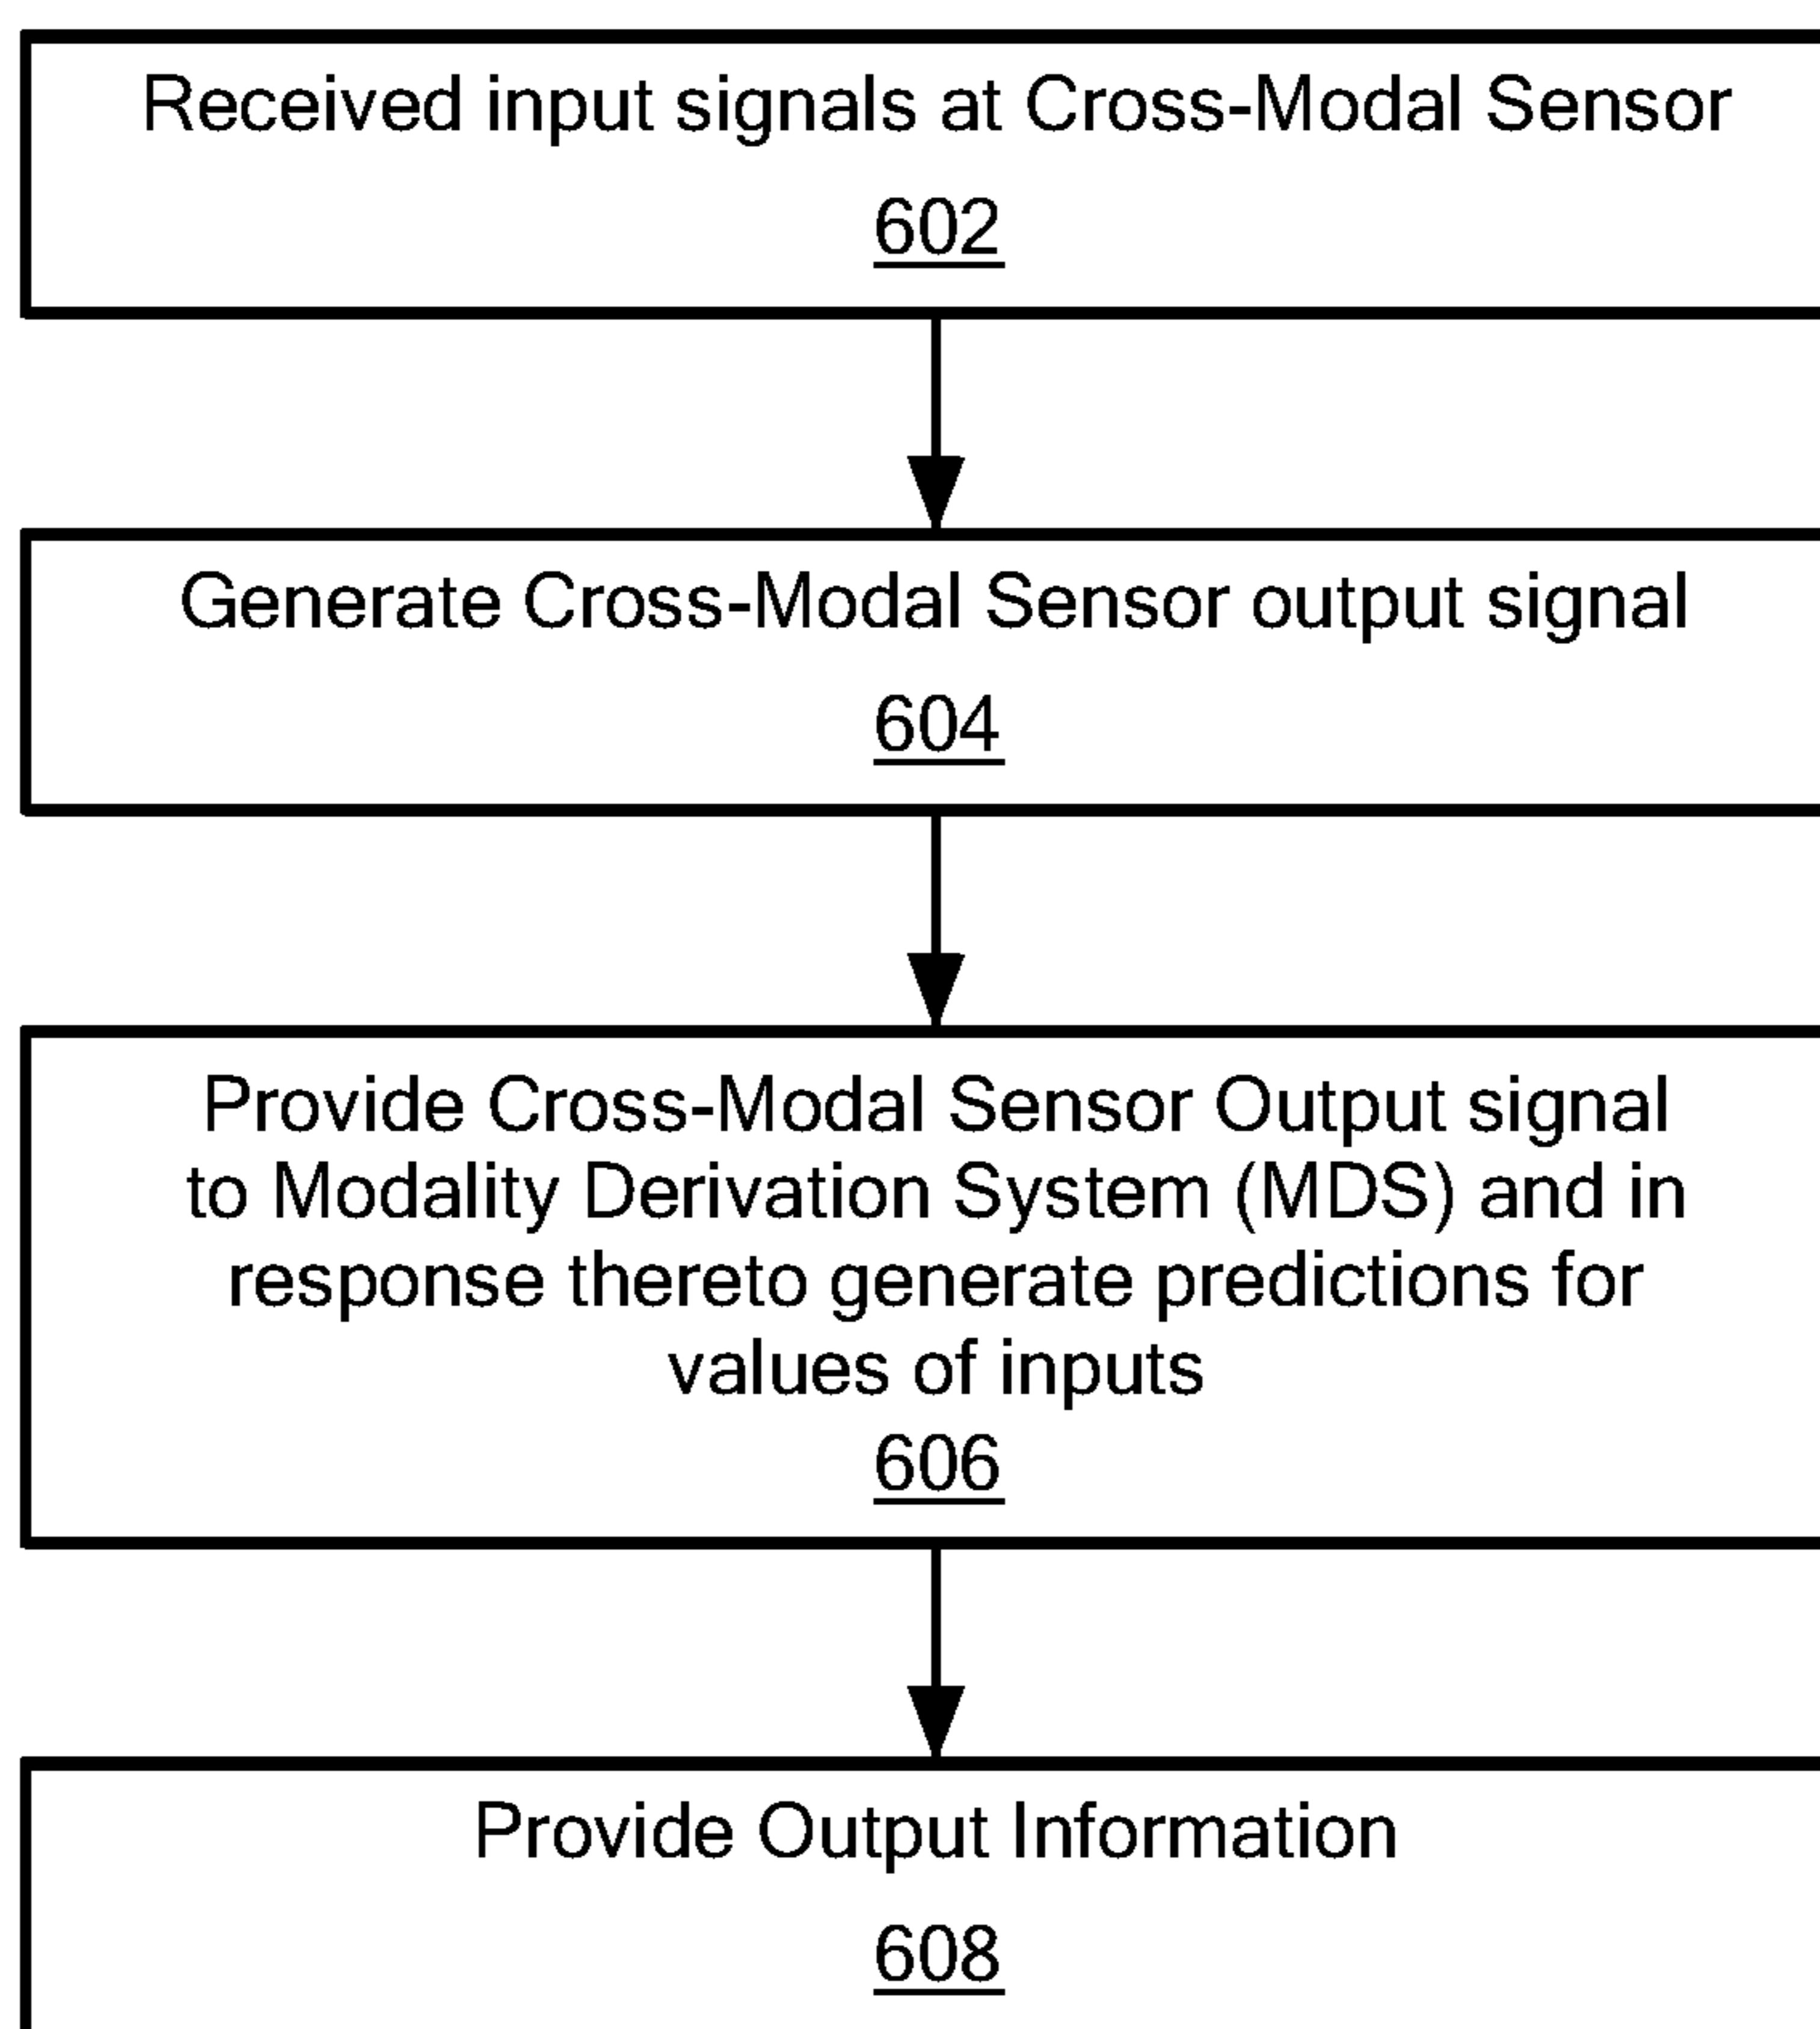 Received input signals at Cross-Modal Sensor
602
Generate Cross-Modal Sensor output signal
604
Provide Cross-Modal Sensor Output signal
to Modality Derivation System (MDS) and in
response thereto generate predictions for
values of inputs
606
Provide Output Information
608